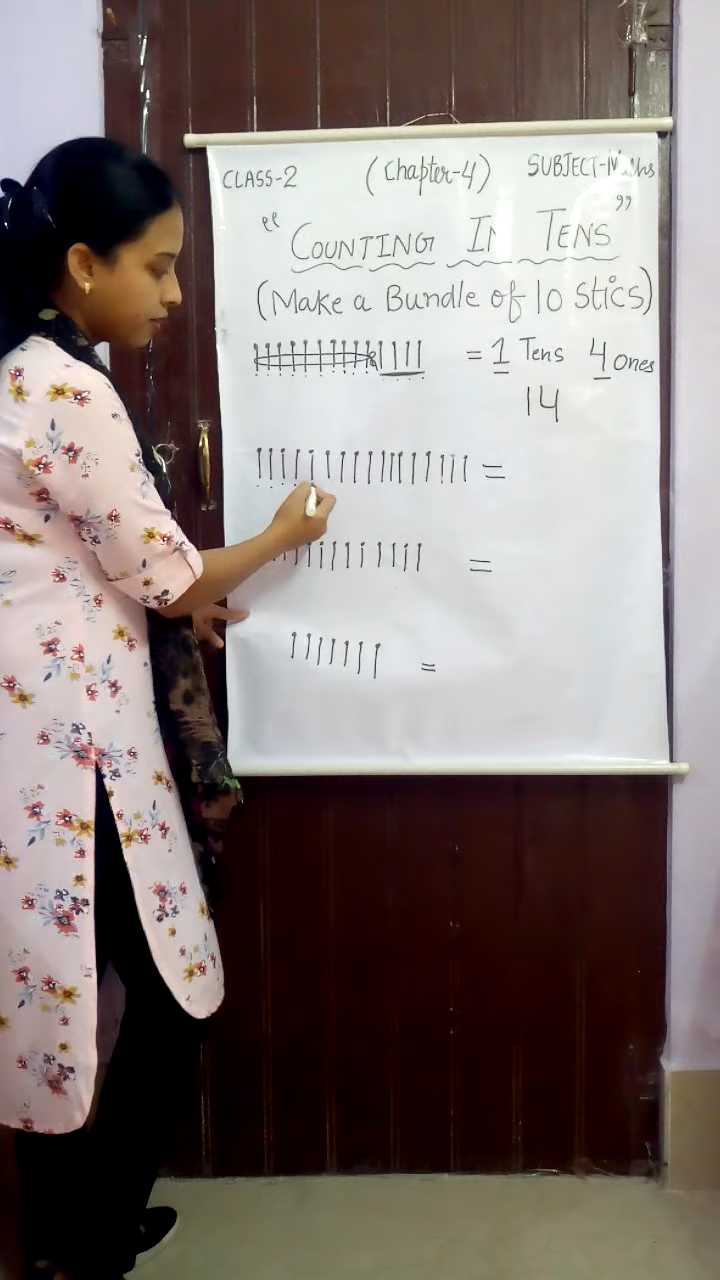 CLASS-2 (Chapter-4) SUBJECT-Maths
"COUNTING IN TENS"
(Make a Bundle of 10 Stics)
= 1 Tens 4 ones
14
=
=
=